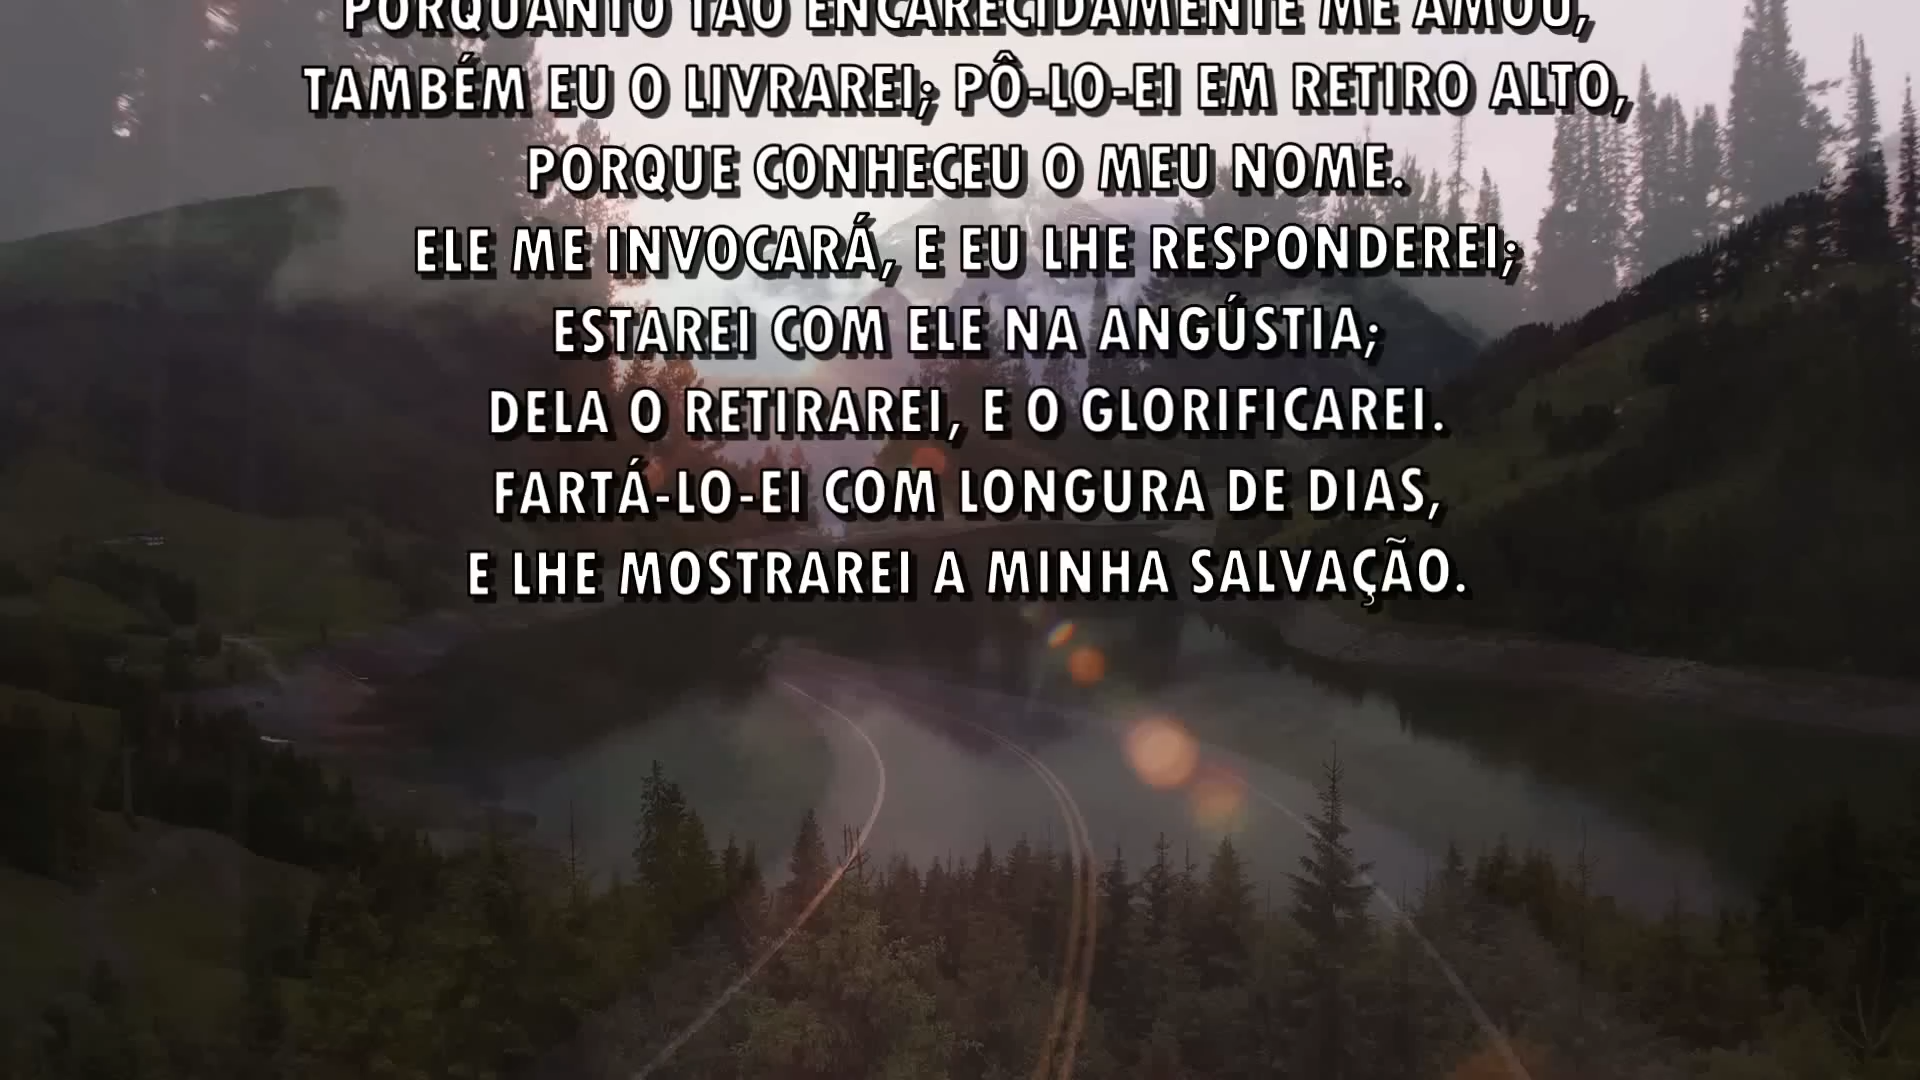 PORQUANTO TÃO ENCARECIDAMENTE ME AMOU,
TAMBÉM EU O LIVRAREI; PÔ-LO-EI EM RETIRO ALTO,
PORQUE CONHECEU O MEU NOME.
ELE ME INVOCARÁ, E EU LHE RESPONDEREI;
ESTAREI COM ELE NA ANGÚSTIA;
DELA O RETIRAREI, E O GLORIFICAREI.
FARTÁ-LO-EI COM LONGURA DE DIAS,
E LHE MOSTRAREI A MINHA SALVAÇÃO.